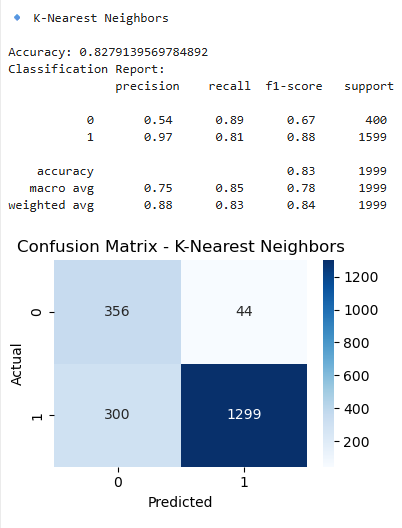 K-Nearest Neighbors
Accuracy: 0.8279139569784892
Classification Report:
precision recall f1-score support
0 0.54 0.89 0.67 400
1 0.97 0.81 0.88 1599
accuracy 0.83 1999
macro avg 0.75 0.85 0.78 1999
weighted avg 0.88 0.83 0.84 1999
Confusion Matrix - K-Nearest Neighbors
Actual
0 356 44
1 300 1299
0 1
Predicted
1200
1000
800
600
400
200